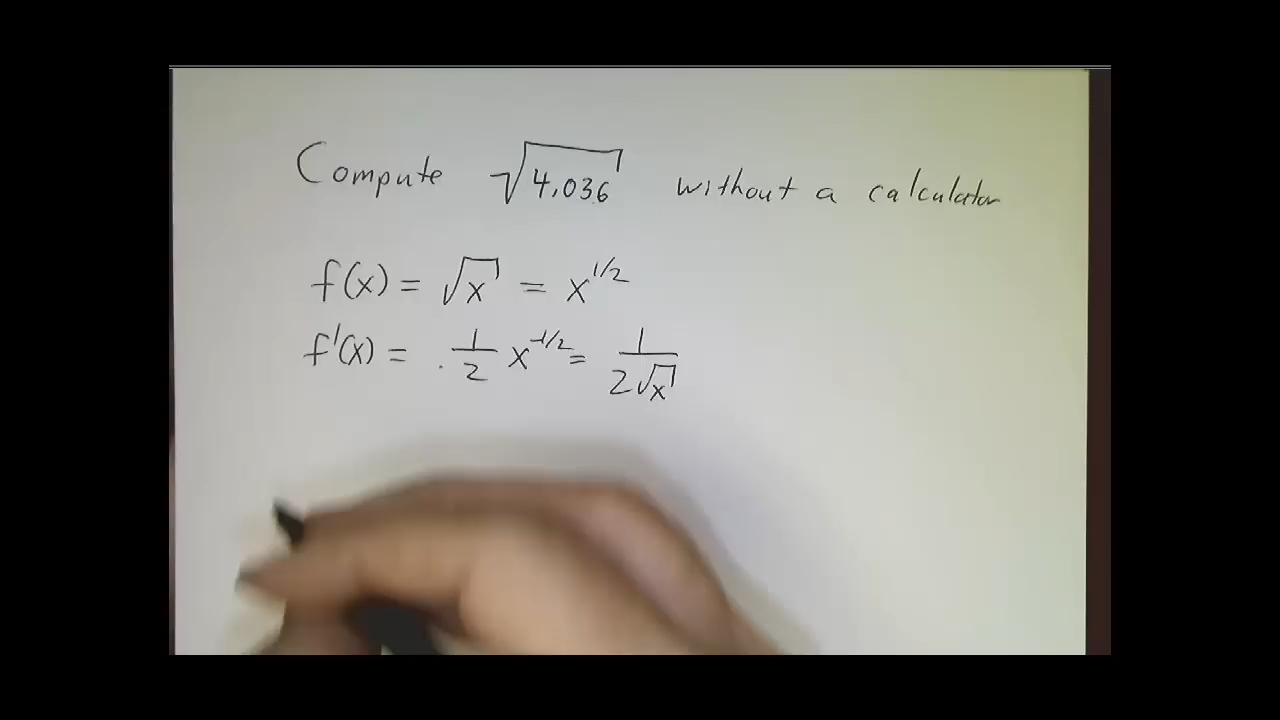 Compute √4.036 without a calculator
f(x) = √x = x^1/2
f'(x) = 1/2 x^-1/2 = 1/2√x